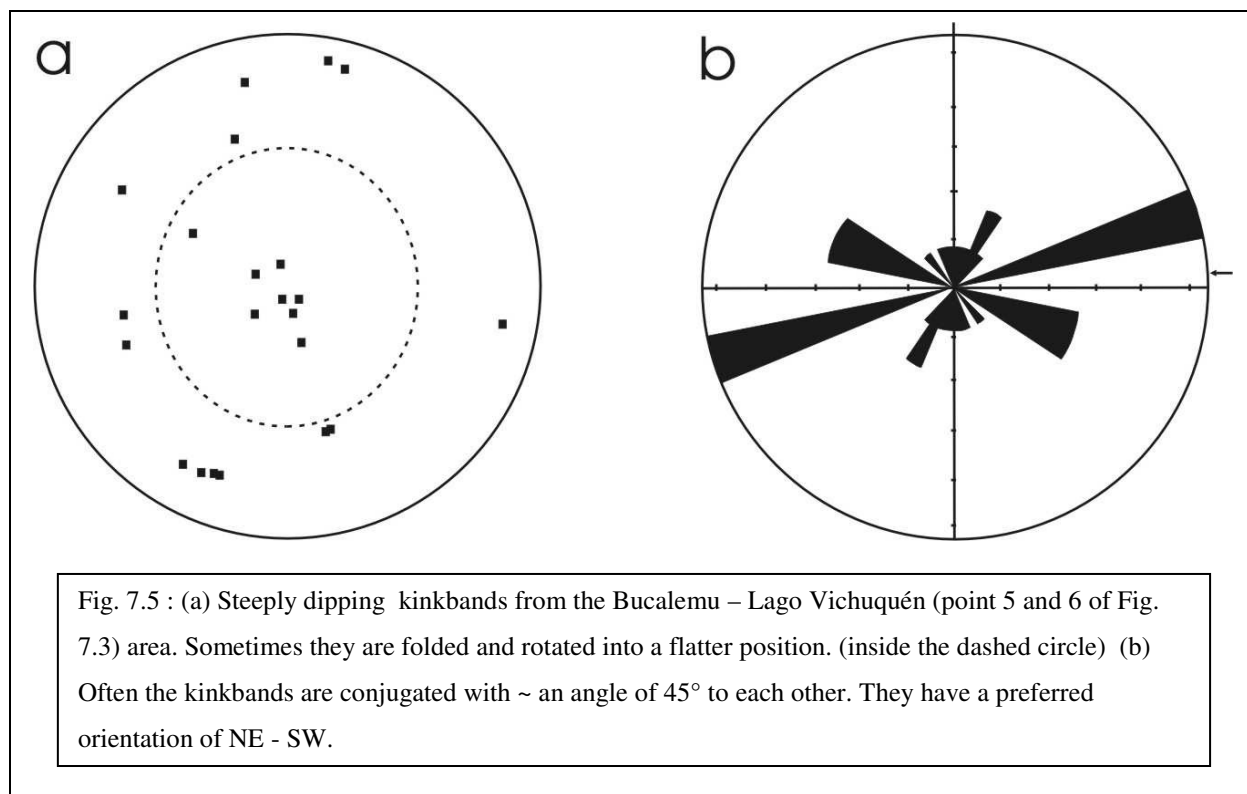 a
b
Fig. 7.5 : (a) Steeply dipping kinkbands from the Bucalemu – Lago Vichuquén (point 5 and 6 of Fig.
7.3) area. Sometimes they are folded and rotated into a flatter position. (inside the dashed circle) (b)
Often the kinkbands are conjugated with ~ an angle of 45° to each other. They have a preferred
orientation of NE - SW.